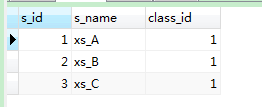 s_id s_name class_id
1 xs_A 1
2 xs_B 1
3 xs_C 1